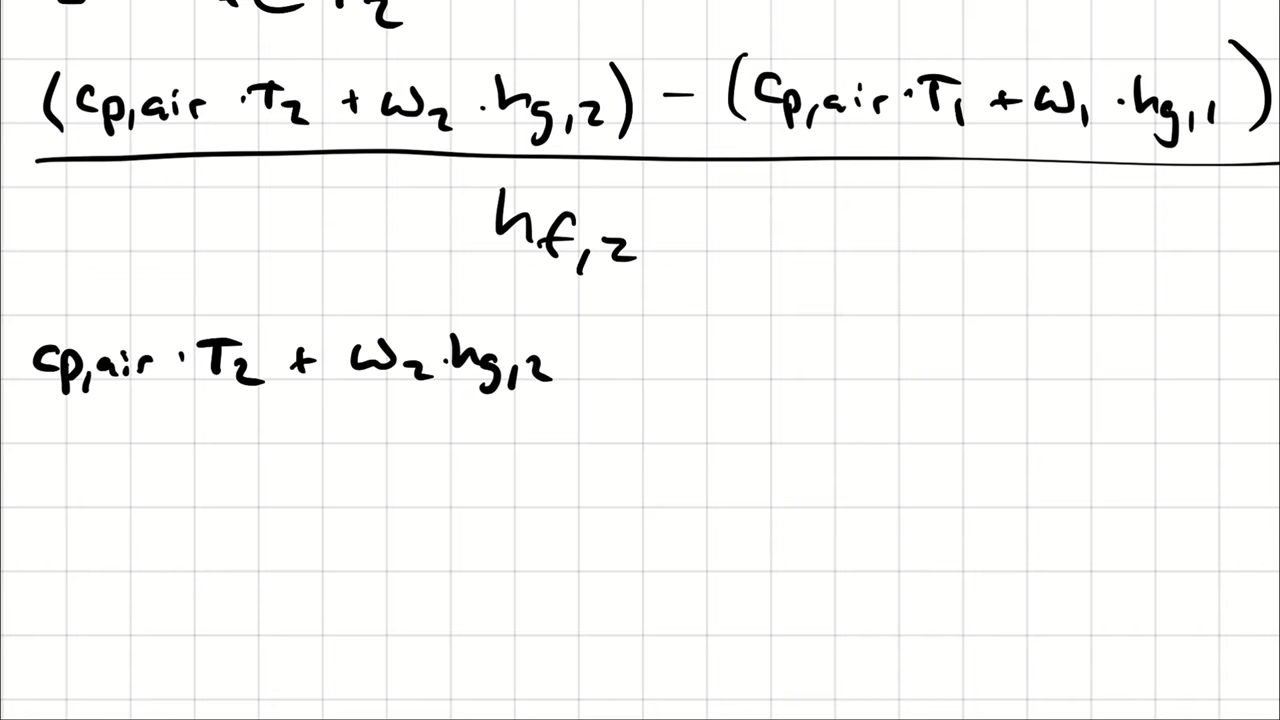 (cp,air · T2 + ω2 · hg,2) − (cp,air · T1 + ω1 · hg,1)
hf,2
cp,air · T2 + ω2 · hg,2